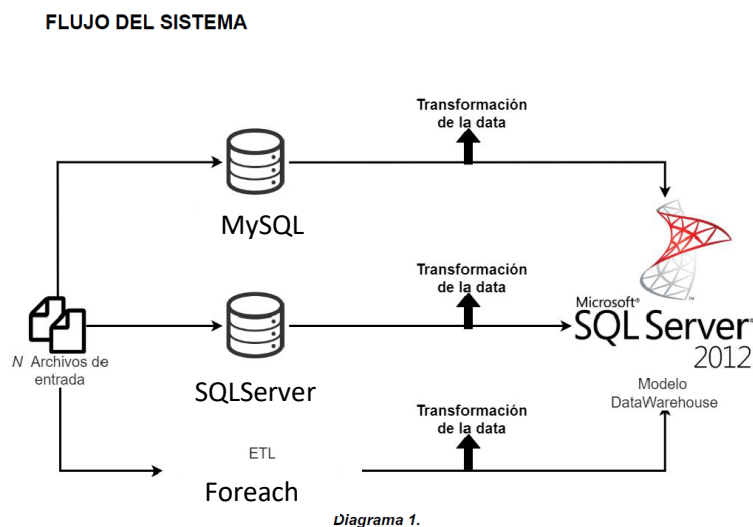 FLUJO DEL SISTEMA
Transformación
de la data
MySQL
Transformación
de la data
Microsoft®
SQL Server®
2012
N Archivos de
entrada
SQLServer
Modelo
DataWarehouse
Transformación
de la data
ETL
Foreach
Diagrama 1.